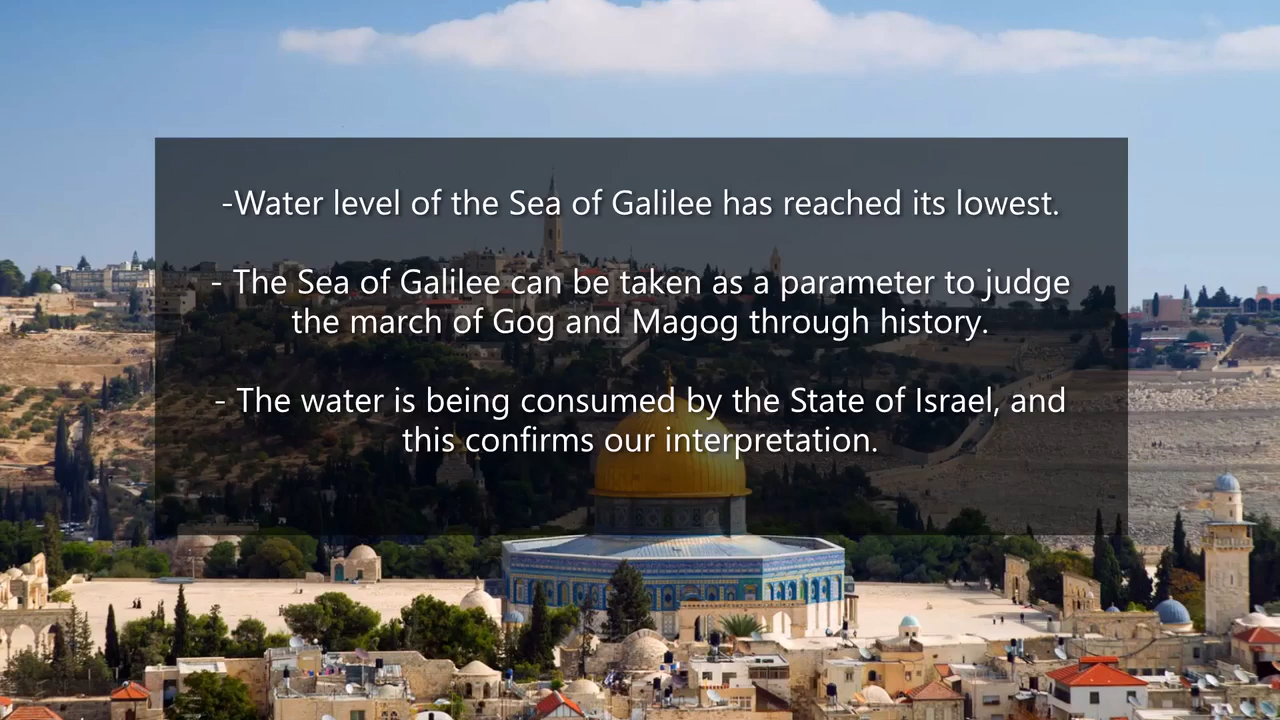 -Water level of the Sea of Galilee has reached its lowest.
- The Sea of Galilee can be taken as a parameter to judge
the march of Gog and Magog through history.
- The water is being consumed by the State of Israel, and
this confirms our interpretation.